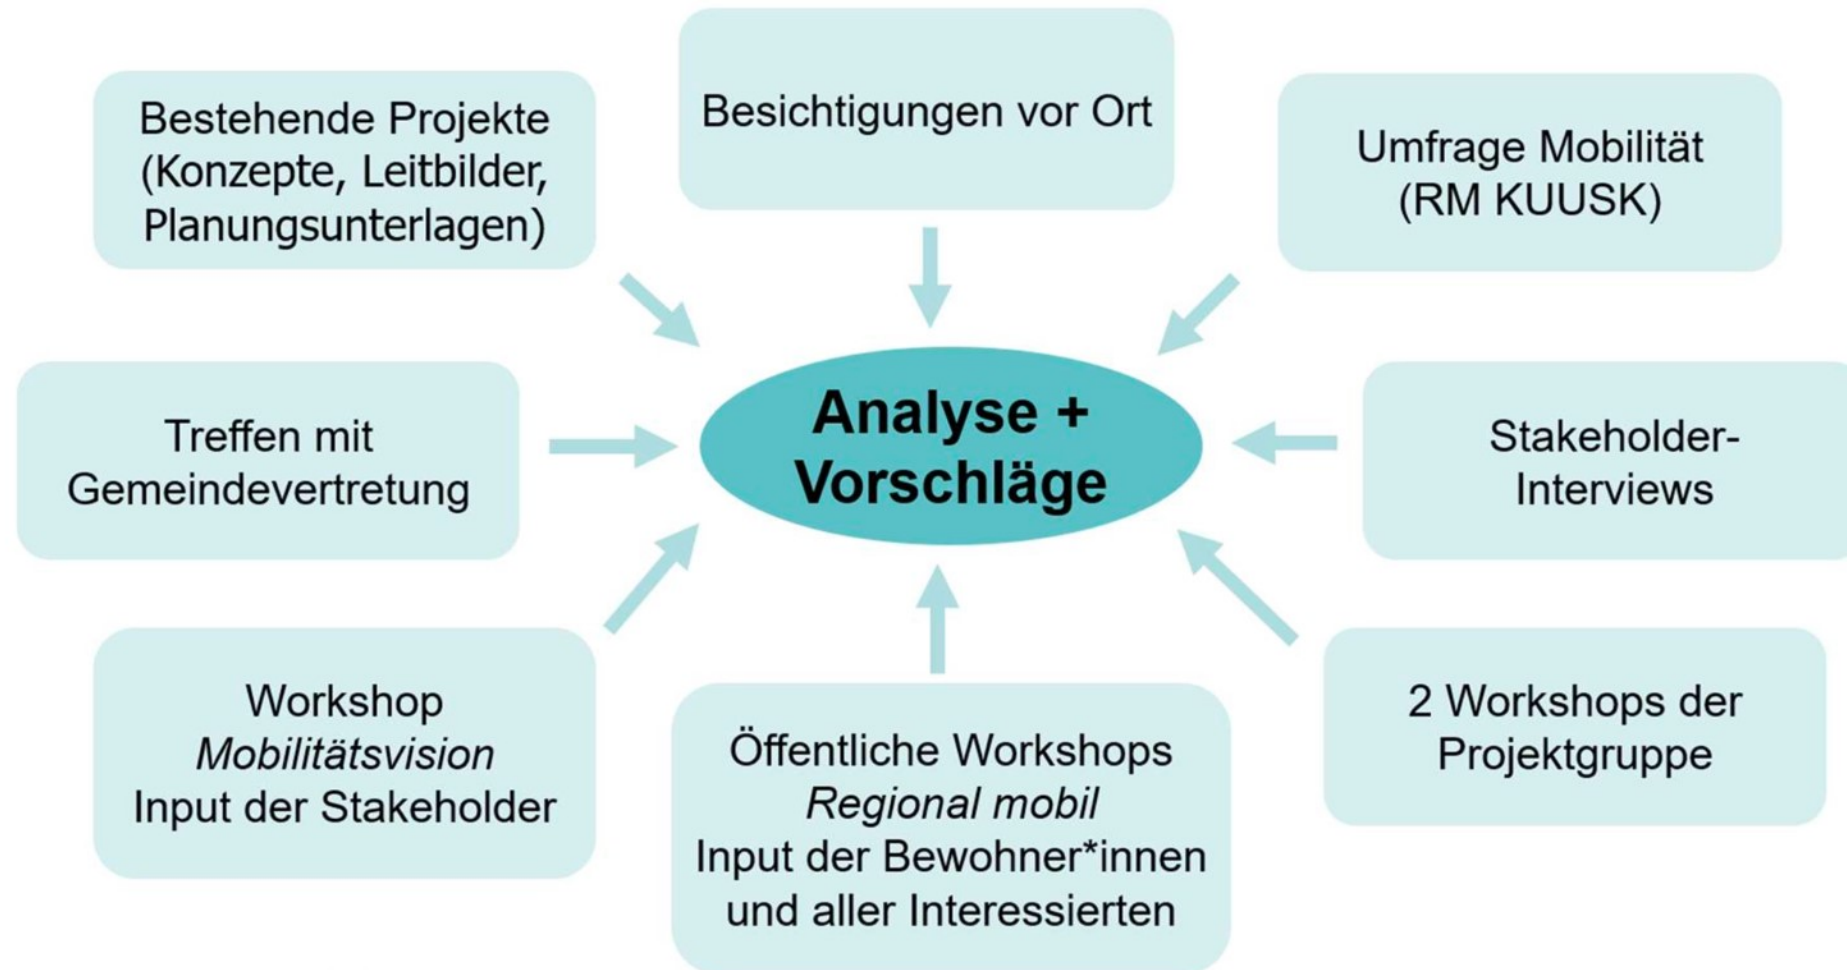 Besichtigungen vor Ort
Bestehende Projekte
(Konzepte, Leitbilder,
Planungsunterlagen)
Umfrage Mobilität
(RM KUUSK)
Analyse +
Vorschläge
Treffen mit
Gemeindevertretung
Stakeholder-
Interviews
Workshop
Mobilitätsvision
Input der Stakeholder
Öffentliche Workshops
Regional mobil
Input der Bewohner*innen
und aller Interessierten
2 Workshops der
Projektgruppe